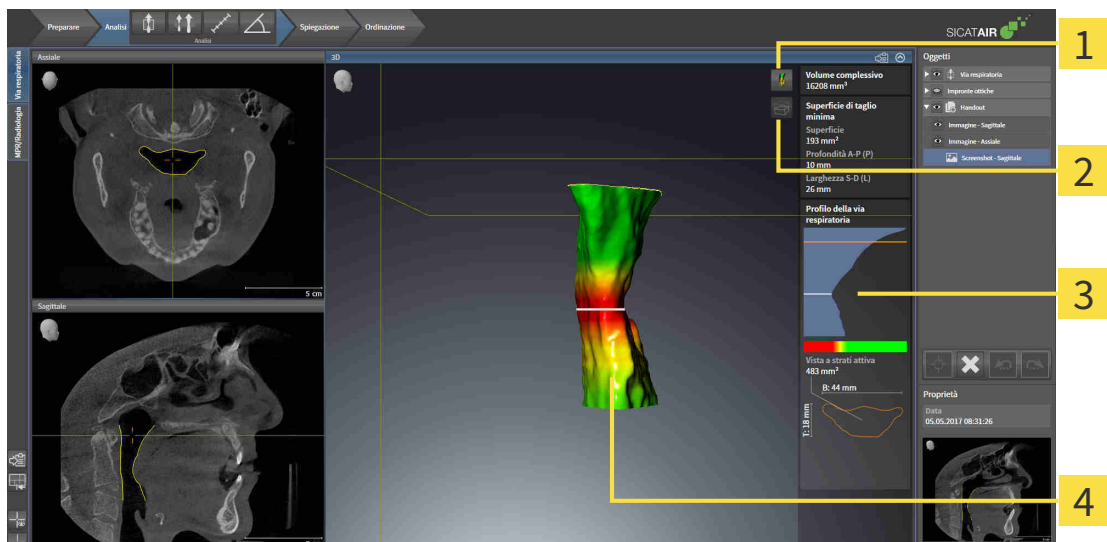 Preparare
Analisi
Analisi
Spiegazione
Ordinazione
SICATAIR
Via respiratoria
MPR/Radiologia
Assiale
5 cm
Sagittale
3D
Volume complessivo
16208 mm³
Superficie di taglio
minima
Superficie
193 mm²
Profondità A-P (P)
10 mm
Larghezza S-D (L)
26 mm
Profilo della via
respiratoria
Vista a strati attiva
483 mm²
B: 44 mm
T: 18 mm
Oggetti
Via respiratoria
Impronte ottiche
Handout
Immagine - Sagittale
Immagine - Assiale
Screenshot - Sagittale
Proprietà
Data
05.05.2017 08:31:26
1
2
3
4